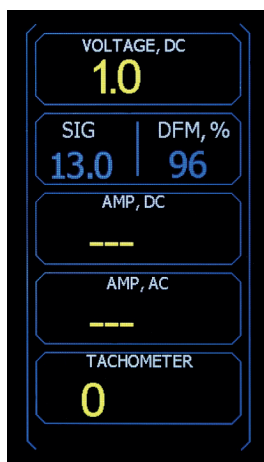 VOLTAGE, DC
1.0
SIG DFM, %
13.0 96
AMP, DC
---
AMP, AC
---
TACHOMETER
0